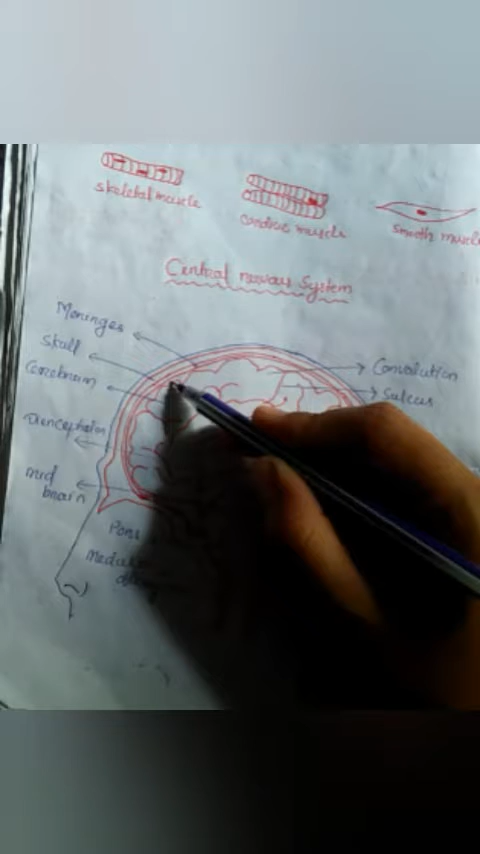 skeletal muscle
Cardiac muscle
Smooth muscle
Central nervous System
Meninges
Skull
Cerebrum
Diencephalon
mid
brain
Pons
Convolution
Sulcus